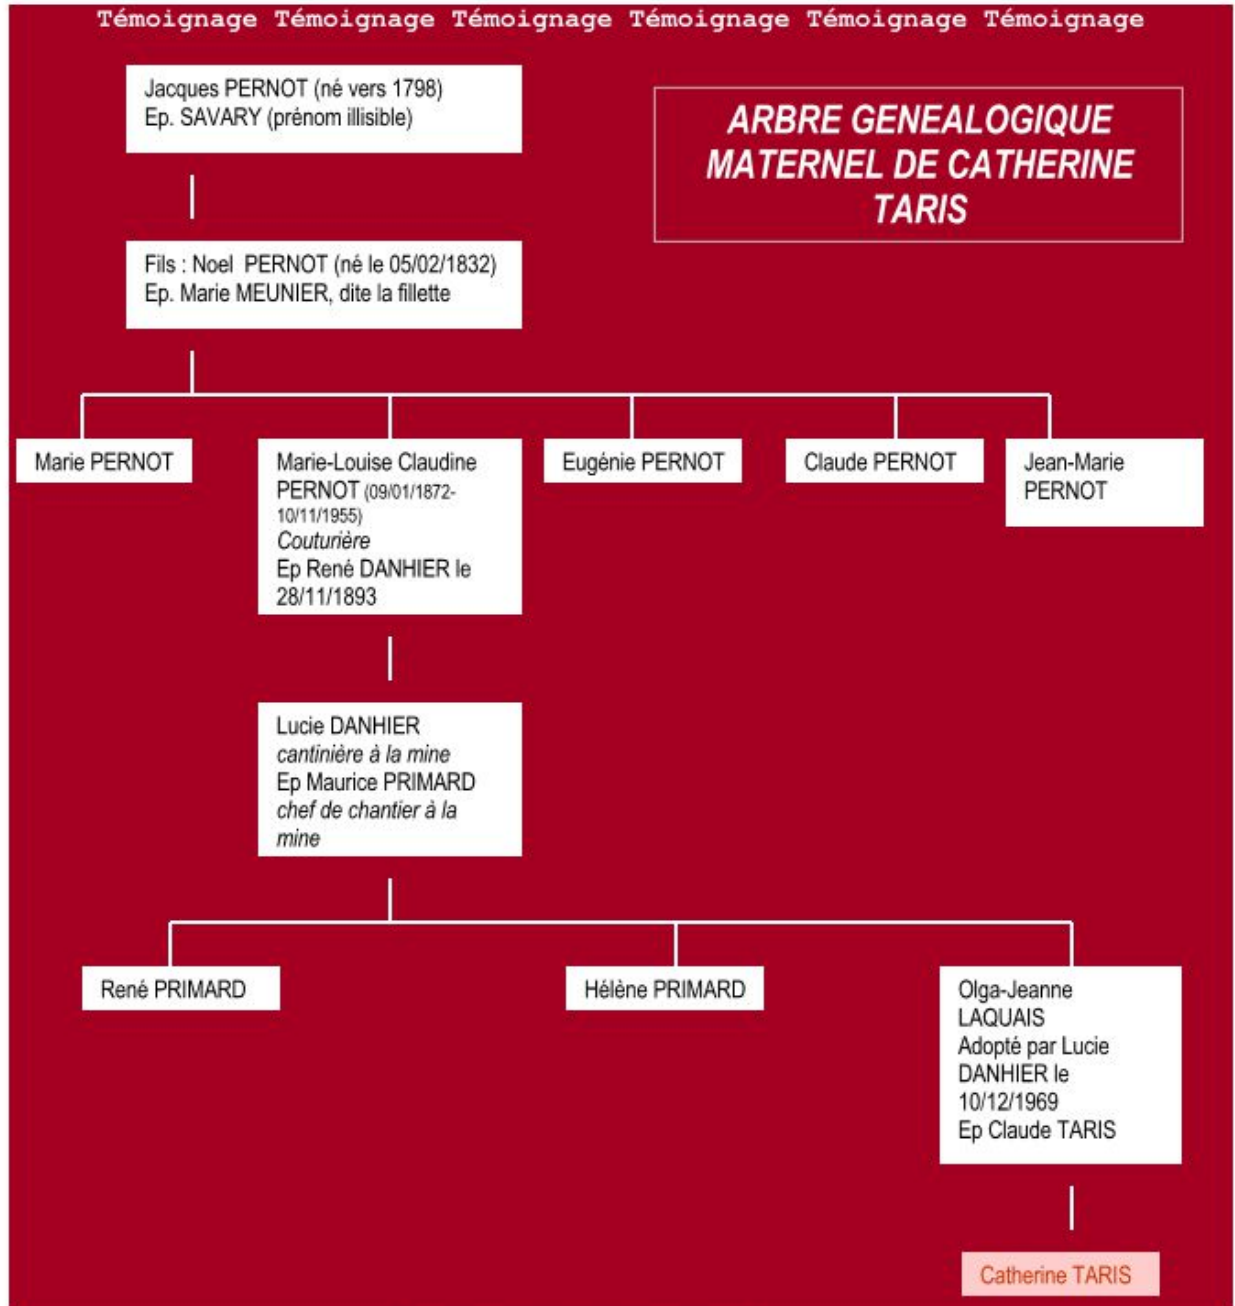 Témoignage Témoignage Témoignage Témoignage Témoignage Témoignage
Jacques PERNOT (né vers 1798)
Ep. SAVARY (prénom illisible)
ARBRE GENEALOGIQUE
MATERNEL DE CATHERINE
TARIS
Fils : Noel PERNOT (né le 05/02/1832)
Ep. Marie MEUNIER, dite la fillette
Marie PERNOT
Marie-Louise Claudine
PERNOT (09/01/1872-
10/11/1955)
Couturière
Ep René DANHIER le
28/11/1893
Eugénie PERNOT
Claude PERNOT
Jean-Marie
PERNOT
Lucie DANHIER
cantinière à la mine
Ep Maurice PRIMARD
chef de chantier à la
mine
René PRIMARD
Hélène PRIMARD
Olga-Jeanne
LAQUAIS
Adopté par Lucie
DANHIER le
10/12/1969
Ep Claude TARIS
Catherine TARIS